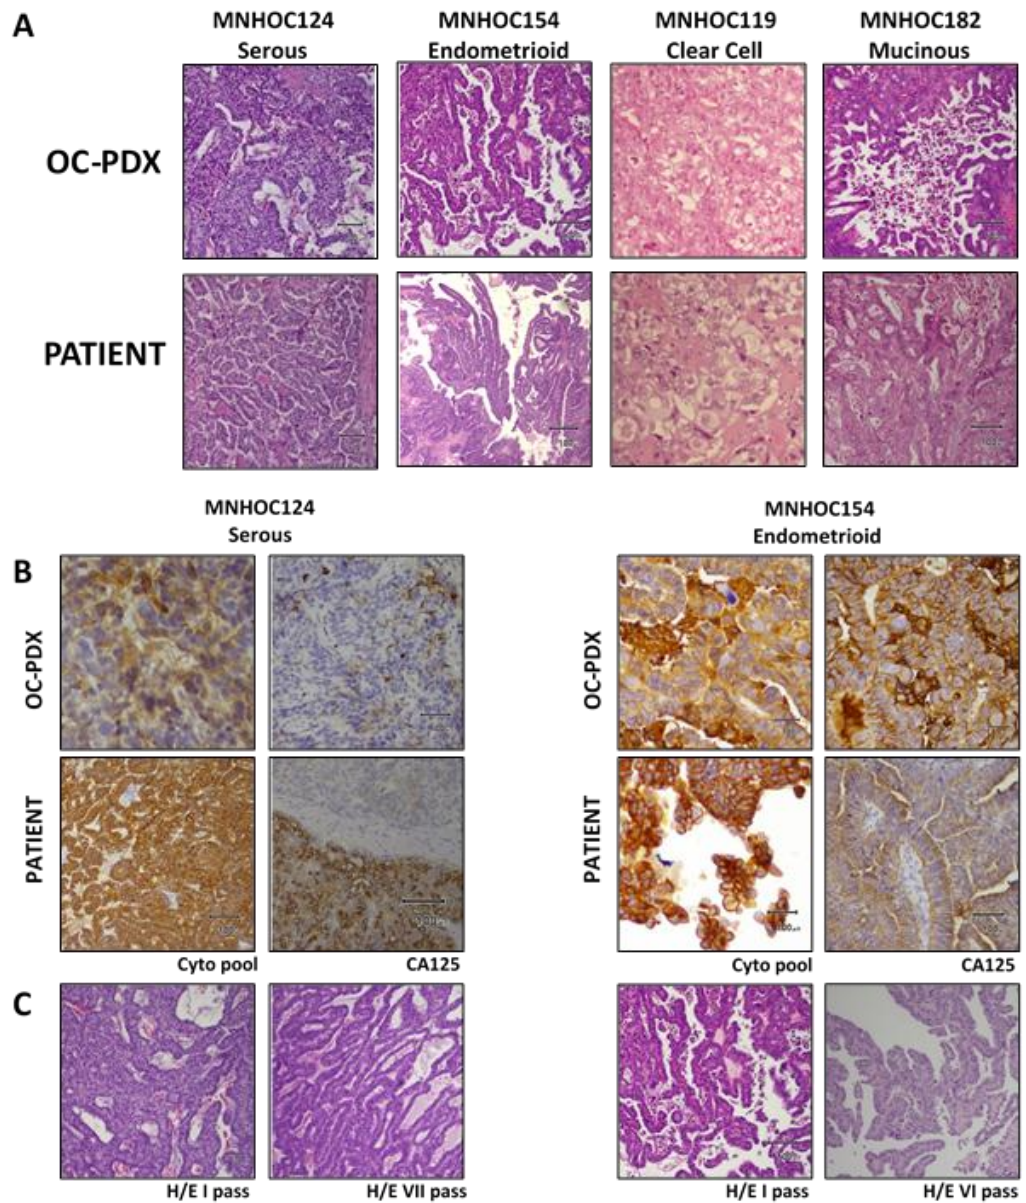 A
MNHOC124
Serous
MNHOC154
Endometrioid
MNHOC119
Clear Cell
MNHOC182
Mucinous
OC-PDX
PATIENT
MNHOC124
Serous
MNHOC154
Endometrioid
B
OC-PDX
OC-PDX
PATIENT
PATIENT
Cyto pool
CA125
Cyto pool
CA125
C
H/E I pass
H/E VII pass
H/E I pass
H/E VI pass